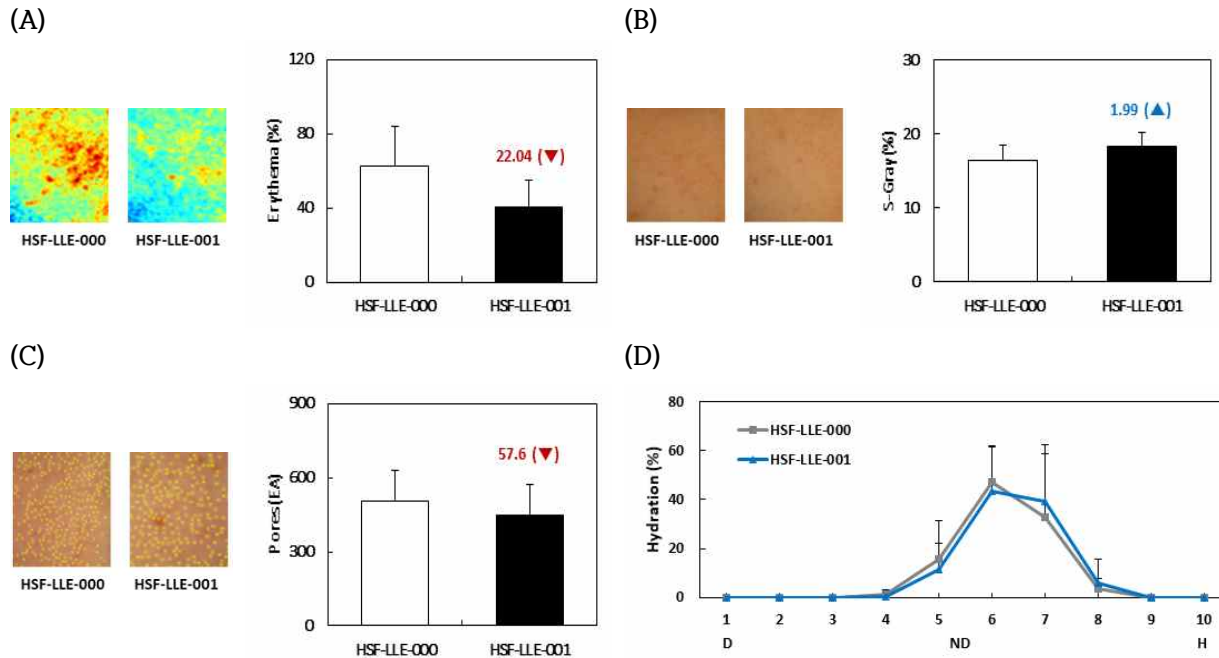 (A)
HSF-LLE-000 HSF-LLE-001
Erythema (%)
120
80
40
0
22.04 (▼)
HSF-LLE-000 HSF-LLE-001
(B)
HSF-LLE-000 HSF-LLE-001
S-Gray (%)
30
20
10
0
1.99 (▲)
HSF-LLE-000 HSF-LLE-001
(C)
HSF-LLE-000 HSF-LLE-001
Pores (EA)
900
600
300
0
57.6 (▼)
HSF-LLE-000 HSF-LLE-001
(D)
Hydration (%)
80
60
40
20
0
HSF-LLE-000
HSF-LLE-001
1 2 3 4 5 6 7 8 9 10
D ND H